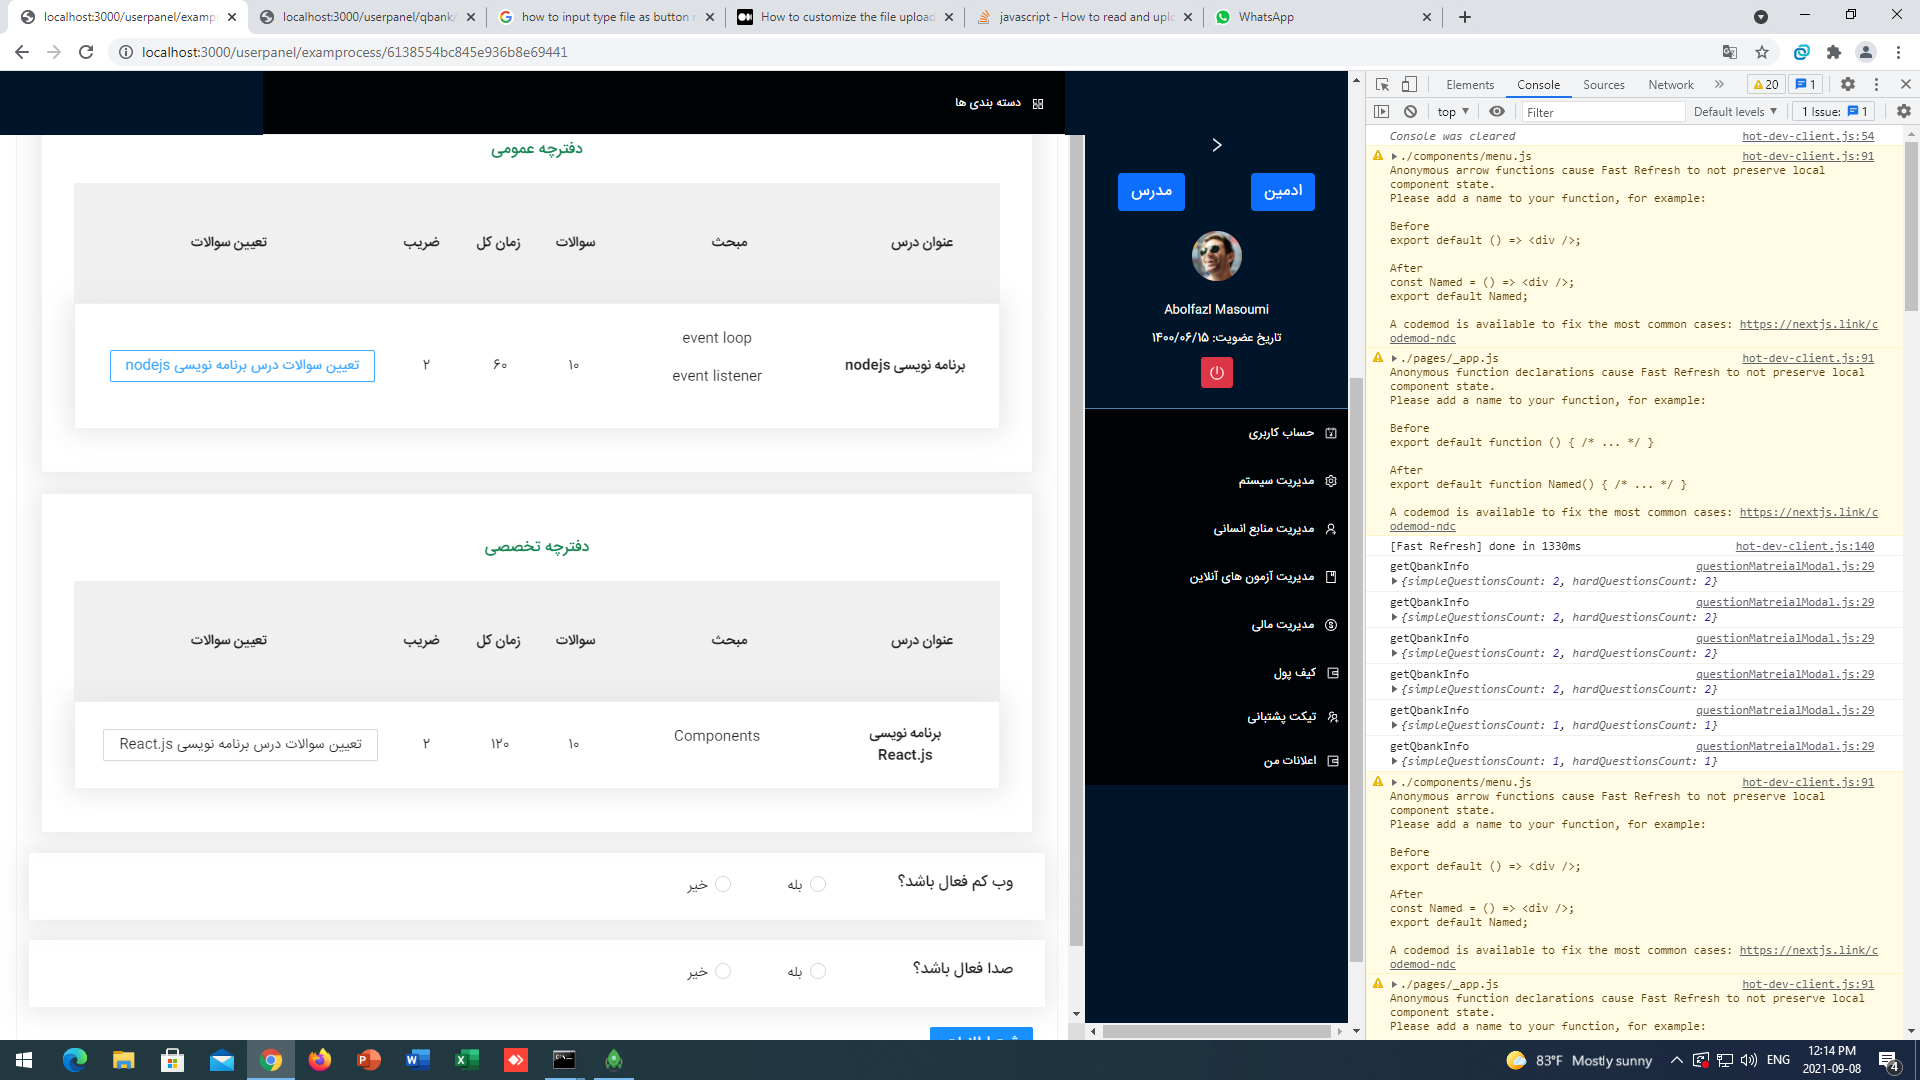 localhost:3000/userpanel/examp
localhost:3000/userpanel/qbank/
how to input type file as button r
How to customize the file upload
javascript - How to read and uplo
WhatsApp
localhost:3000/userpanel/examprocess/6138554bc845e936b8e69441
دسته بندی ها
دفترچه عمومی
عنوان درس مبحث سوالات زمان کل ضریب تعیین سوالات
برنامه نویسی nodejs
event loop
event listener
۱۰ ۶۰ ۲
تعیین سوالات درس برنامه نویسی nodejs
دفترچه تخصصی
عنوان درس مبحث سوالات زمان کل ضریب تعیین سوالات
برنامه نویسی
React.js
Components
۱۰ ۱۲۰ ۲
تعیین سوالات درس برنامه نویسی React.js
وب کم فعال باشد؟ بله خیر
صدا فعال باشد؟ بله خیر
ادمین مدرس
Abolfazl Masoumi
تاریخ عضویت: ۱۴۰۰/۰۶/۱۵
حساب کاربری
مدیریت سیستم
مدیریت منابع انسانی
مدیریت آزمون های آنلاین
مدیریت مالی
کیف پول
تیکت پشتبانی
اعلانات من
Elements Console Sources Network » 20 1
top Filter Default levels 1 Issue: 1
Console was cleared hot-dev-client.js:54
./components/menu.js hot-dev-client.js:91
Anonymous arrow functions cause Fast Refresh to not preserve local
component state.
Please add a name to your function, for example:
Before
export default () => <div />;
After
const Named = () => <div />;
export default Named;
A codemod is available to fix the most common cases: https://nextjs.link/c
odemod-ndc
./pages/_app.js hot-dev-client.js:91
Anonymous function declarations cause Fast Refresh to not preserve local
component state.
Please add a name to your function, for example:
Before
export default function () { /* ... */ }
After
export default function Named() { /* ... */ }
A codemod is available to fix the most common cases: https://nextjs.link/c
odemod-ndc
[Fast Refresh] done in 1330ms hot-dev-client.js:140
getQbankInfo questionMatreialModal.js:29
{simpleQuestionsCount: 2, hardQuestionsCount: 2}
getQbankInfo questionMatreialModal.js:29
{simpleQuestionsCount: 2, hardQuestionsCount: 2}
getQbankInfo questionMatreialModal.js:29
{simpleQuestionsCount: 2, hardQuestionsCount: 2}
getQbankInfo questionMatreialModal.js:29
{simpleQuestionsCount: 2, hardQuestionsCount: 2}
getQbankInfo questionMatreialModal.js:29
{simpleQuestionsCount: 1, hardQuestionsCount: 1}
getQbankInfo questionMatreialModal.js:29
{simpleQuestionsCount: 1, hardQuestionsCount: 1}
./components/menu.js hot-dev-client.js:91
Anonymous arrow functions cause Fast Refresh to not preserve local
component state.
Please add a name to your function, for example:
Before
export default () => <div />;
After
const Named = () => <div />;
export default Named;
A codemod is available to fix the most common cases: https://nextjs.link/c
odemod-ndc
./pages/_app.js hot-dev-client.js:91
Anonymous function declarations cause Fast Refresh to not preserve local
component state.
Please add a name to your function, for example:
83°F Mostly sunny
ENG
12:14 PM
2021-09-08
4